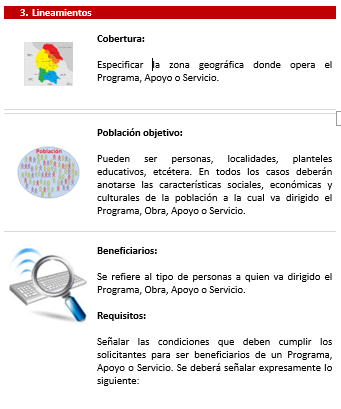 3. Lineamientos
Cobertura:
Especificar la zona geográfica donde opera el
Programa, Apoyo o Servicio.
Población
Población objetivo:
Pueden ser personas, localidades, planteles
educativos, etcétera. En todos los casos deberán
anotarse las características sociales, económicas y
culturales de la población a la cual va dirigido el
Programa, Obra, Apoyo o Servicio.
Beneficiarios:
Se refiere al tipo de personas a quien va dirigido el
Programa, Obra, Apoyo o Servicio.
Requisitos:
Señalar las condiciones que deben cumplir los
solicitantes para ser beneficiarios de un Programa,
Apoyo o Servicio. Se deberá señalar expresamente lo
siguiente: